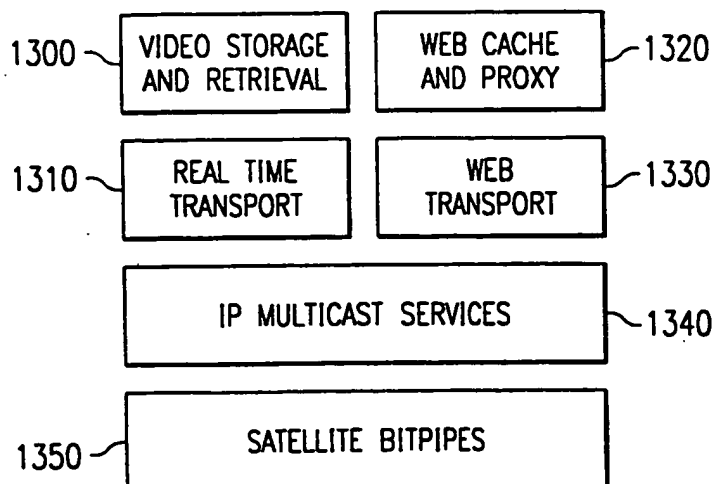 1300
VIDEO STORAGE
AND RETRIEVAL
WEB CACHE
AND PROXY
1320
1310
REAL TIME
TRANSPORT
WEB
TRANSPORT
1330
IP MULTICAST SERVICES
1340
SATELLITE BITPIPES
1350